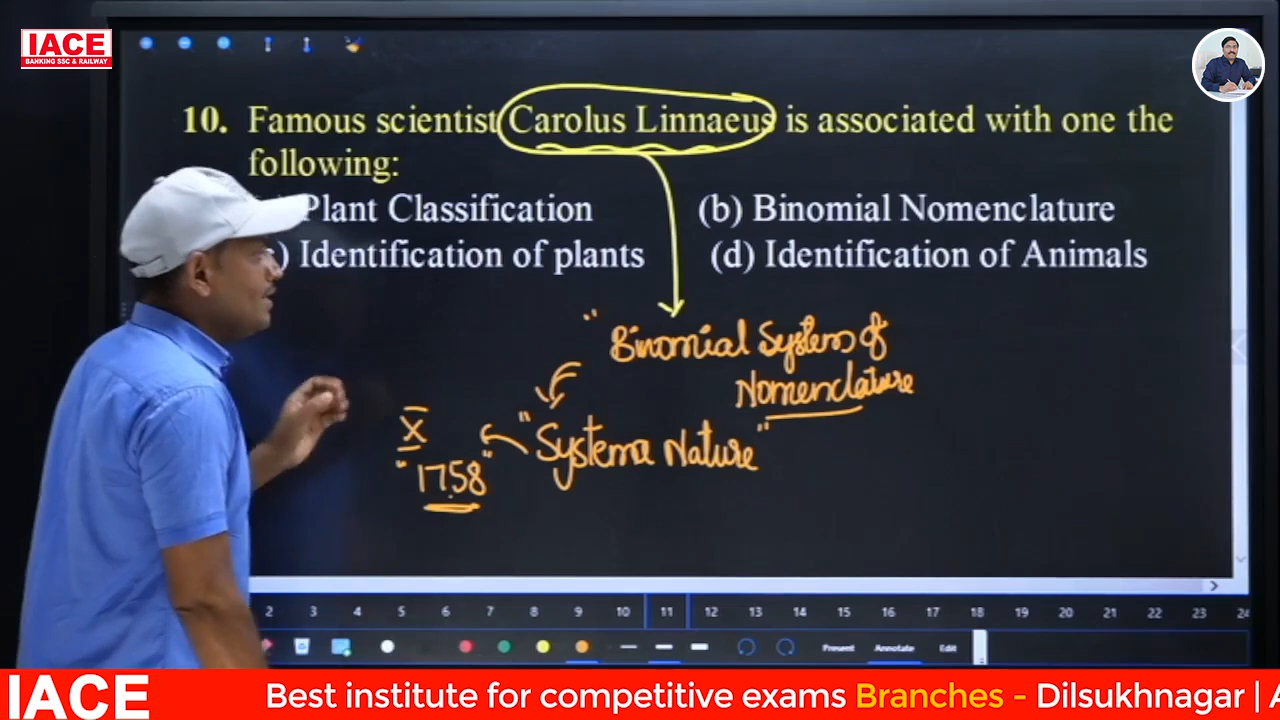 IACE
BANKING SSC & RAILWAY
10. Famous scientist Carolus Linnaeus is associated with one the
following:
Plant Classification (b) Binomial Nomenclature
) Identification of plants (d) Identification of Animals
"Binomial System of
Nomenclature
"Systema Nature"
X
"1758"
2 3 4 5 6 7 8 9 10 11 12 13 14 15 16 17 18 19 20 21 22 23 24
Present Annotate Edit
IACE Best institute for competitive exams Branches - Dilsukhnagar | A